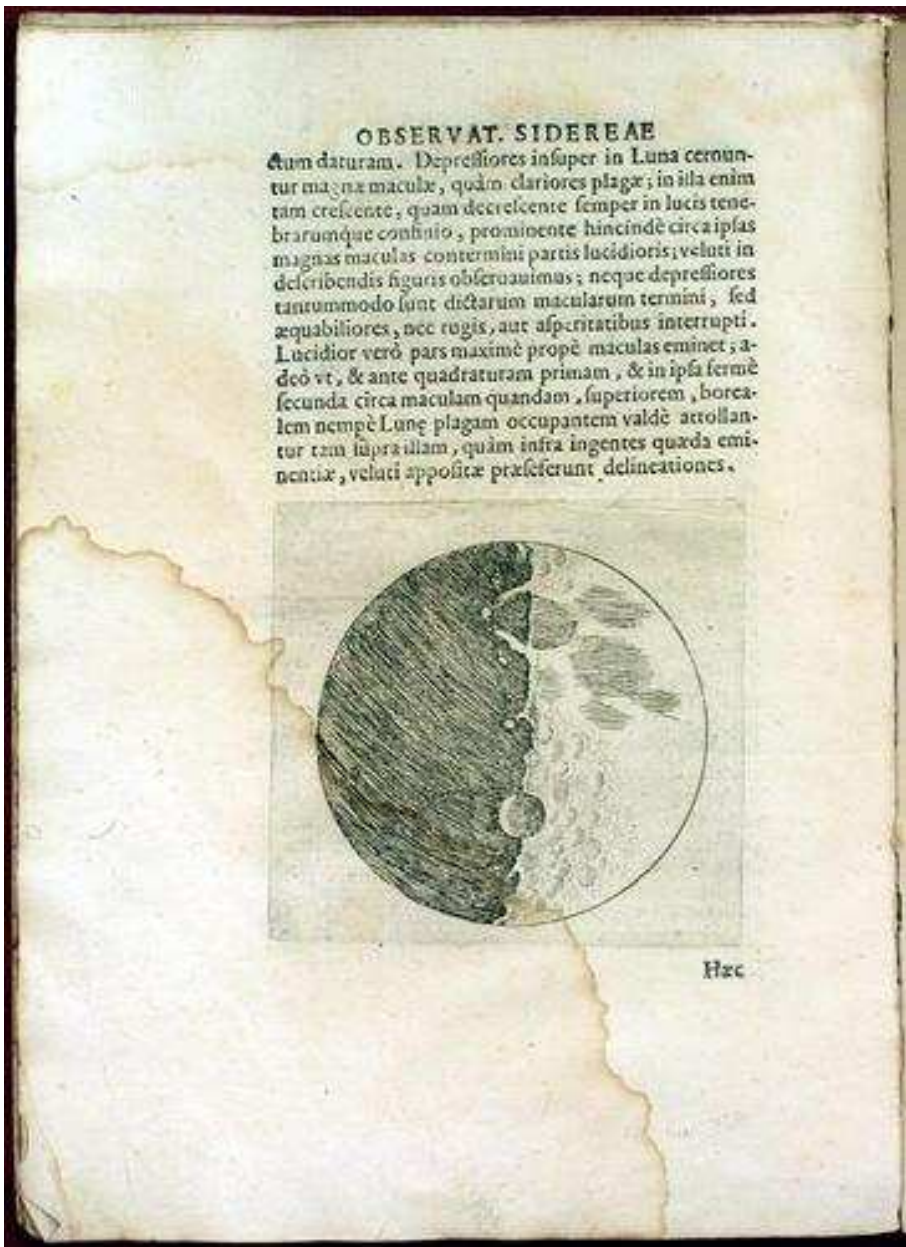 OBSERVAT. SIDEREAE
ctum daturam. Depreſſiores inſuper in Luna cernun-
tur magnæ maculæ, quàm clariores plagæ; in illa enim
tam creſcente, quam decreſcente ſemper in lucis tene-
brarumque confinio, prominente hincindè circa ipſas
magnas maculas contermini partis lucidioris; veluti in
deſcribendis figuris obſeruauimus; neque depreſſiores
tantummodo ſunt dictarum macularum termini, ſed
æquabiliores, nec rugis, aut aſperitatibus interrupti.
Lucidior verò pars maximè propè maculas eminet; a-
deò vt, & ante quadraturam primam, & in ipſa fermè
ſecunda circa maculam quandam, ſuperiorem, borea-
lem nempè Lunę plagam occupantem valdè attollan-
tur tam ſupra illam, quàm infra ingentes quæda emi-
nentiæ, veluti appoſitæ præſeferunt delineationes.
Hæc